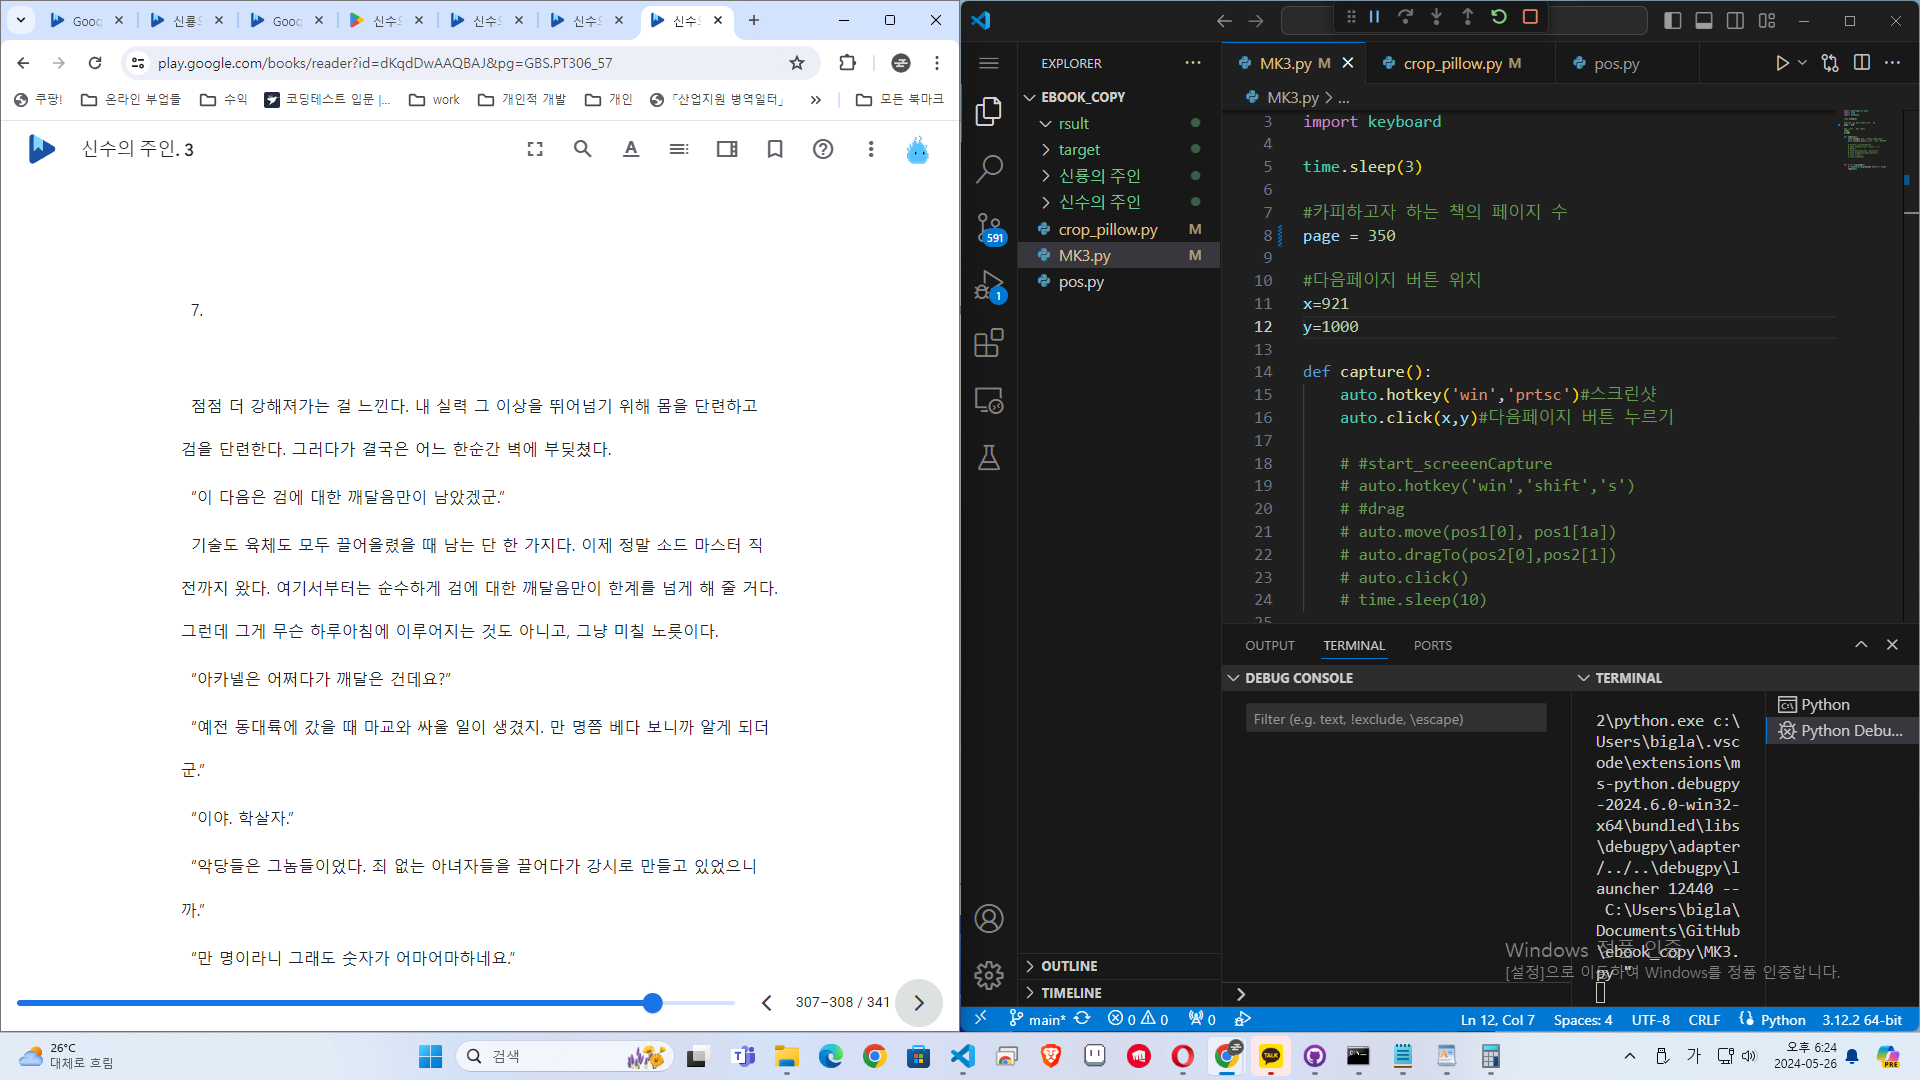 Goog
신룡의
Goog
신수의
신수의
신수의
신수의
play.google.com/books/reader?id=dKqdDwAAQBAJ&pg=GBS.PT306_57
쿠팡!
온라인 부업들
수익
코딩테스트 입문 |...
work
개인적 개발
개인
「산업지원 병역일터」
»
모든 북마크
신수의 주인. 3
7.
점점 더 강해져가는 걸 느낀다. 내 실력 그 이상을 뛰어넘기 위해 몸을 단련하고
검을 단련한다. 그러다가 결국은 어느 한순간 벽에 부딪쳤다.
“이 다음은 검에 대한 깨달음만이 남았겠군.”
기술도 육체도 모두 끌어올렸을 때 남는 단 한 가지다. 이제 정말 소드 마스터 직
전까지 왔다. 여기서부터는 순수하게 검에 대한 깨달음만이 한계를 넘게 해 줄 거다.
그런데 그게 무슨 하루아침에 이루어지는 것도 아니고, 그냥 미칠 노릇이다.
“아카넬은 어쩌다가 깨달은 건데요?”
“예전 동대륙에 갔을 때 마교와 싸울 일이 생겼지. 만 명쯤 베다 보니까 알게 되더
군.”
“이야. 학살자.”
“악당들은 그놈들이었다. 죄 없는 아녀자들을 끌어다가 강시로 만들고 있었으니
까.”
“만 명이라니 그래도 숫자가 어마어마하네요.”
307–308 / 341
EXPLORER
EBOOK_COPY
rsult
target
신룡의 주인
신수의 주인
crop_pillow.py M
MK3.py M
pos.py
591
1
OUTLINE
TIMELINE
MK3.py M
crop_pillow.py M
pos.py
MK3.py > ...
3 import keyboard
4
5 time.sleep(3)
6
7 #카피하고자 하는 책의 페이지 수
8 page = 350
9
10 #다음페이지 버튼 위치
11 x=921
12 y=1000
13
14 def capture():
15 auto.hotkey('win','prtsc')#스크린샷
16 auto.click(x,y)#다음페이지 버튼 누르기
17
18 # #start_screeenCapture
19 # auto.hotkey('win','shift','s')
20 # #drag
21 # auto.move(pos1[0], pos1[1a])
22 # auto.dragTo(pos2[0],pos2[1])
23 # auto.click()
24 # time.sleep(10)
25
OUTPUT
TERMINAL
PORTS
DEBUG CONSOLE
Filter (e.g. text, !exclude, \escape)
TERMINAL
2\python.exe c:\
Users\bigla\.vsc
ode\extensions\m
s-python.debugpy
-2024.6.0-win32-
x64\bundled\libs
\debugpy\adapter
/../..\debugpy\l
auncher 12440 --
C:\Users\bigla\
Documents\GitHub
\ebook_copy\MK3.
py "
Python
Python Debu...
Windows 정품 인증
[설정]으로 이동하여 Windows를 정품 인증합니다.
main*
0
0
0
Ln 12, Col 7
Spaces: 4
UTF-8
CRLF
Python
3.12.2 64-bit
26°C
대체로 흐림
검색
TALK
가
오후 6:24
2024-05-26
PRE